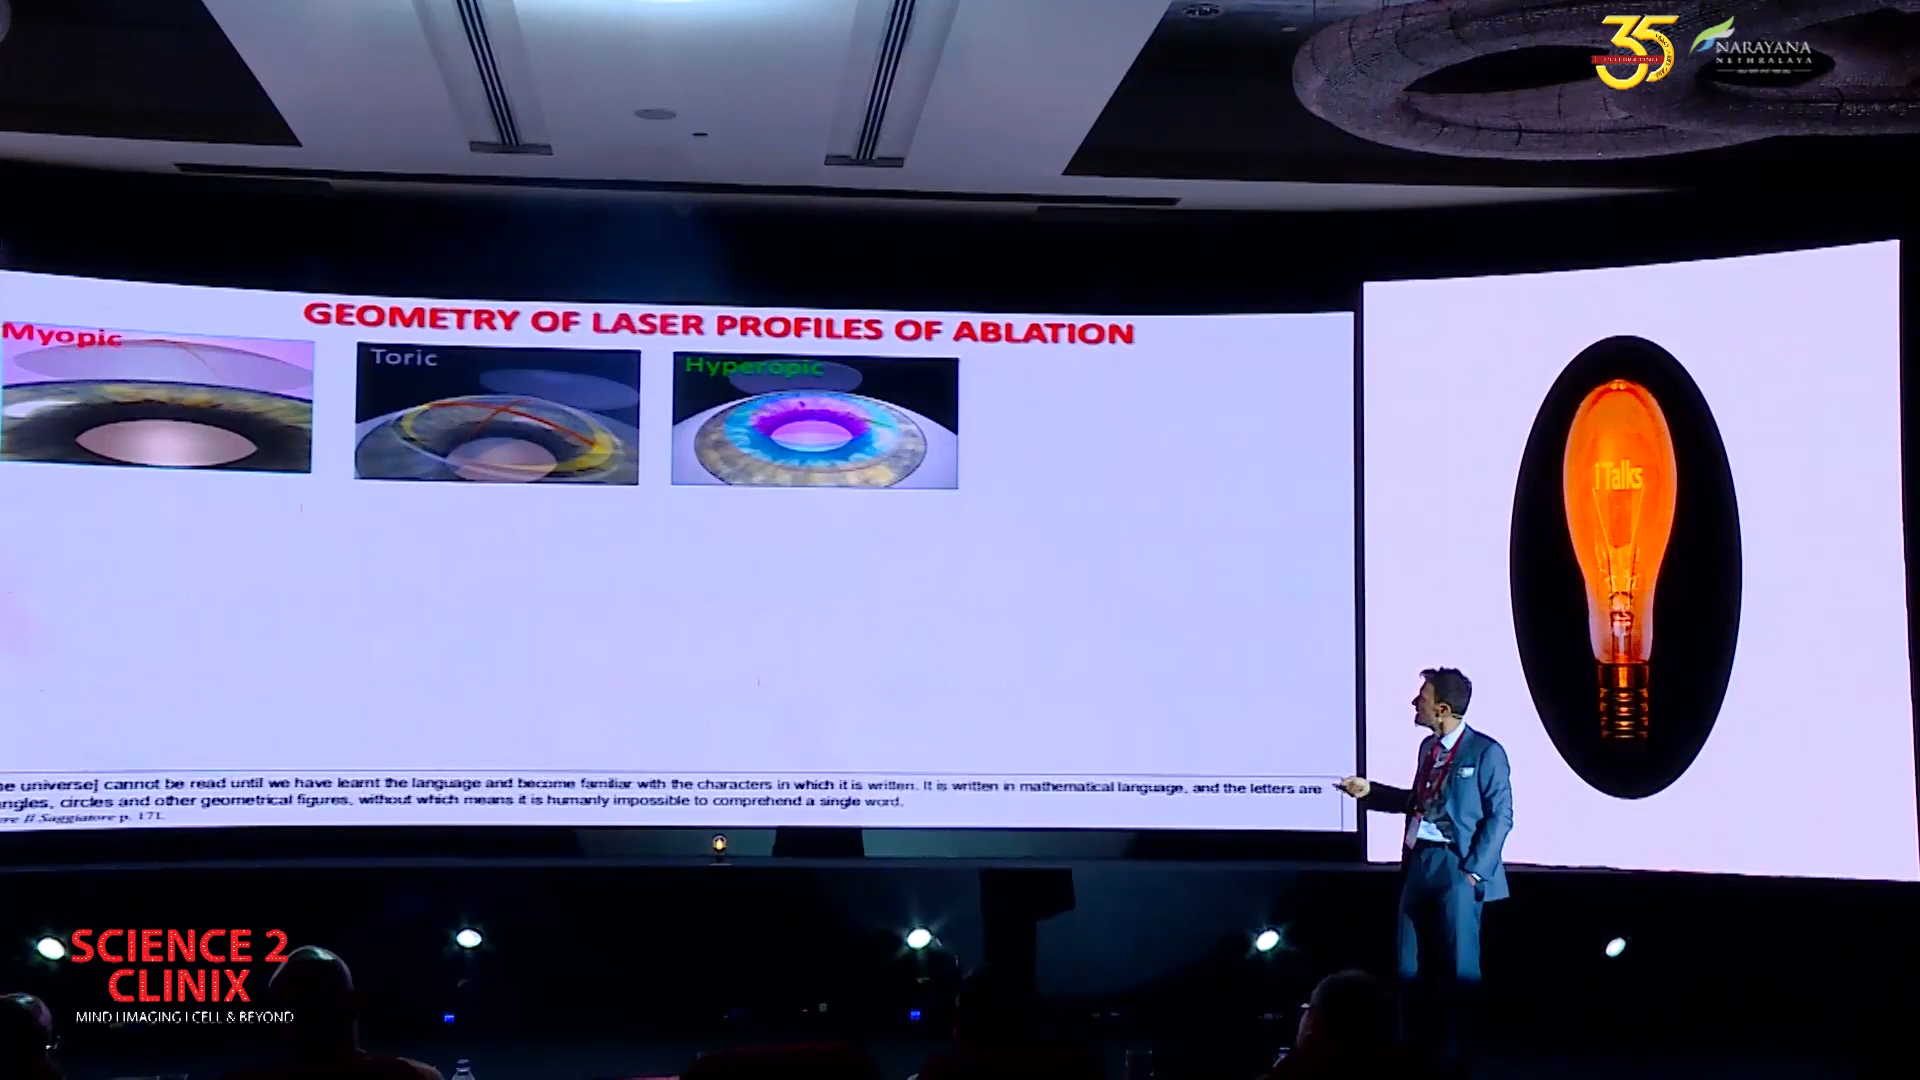 35
CELEBRATING
NARAYANA
NETHRALAYA
GEOMETRY OF LASER PROFILES OF ABLATION
Myopic
Toric
Hyperopic
iTalks
universe] cannot be read until we have learnt the language and become familiar with the characters in which it is written. It is written in mathematical language, and the letters are
circles and other geometrical figures, without which means it is humanly impossible to comprehend a single word.
Il Saggiatore p. 171.
SCIENCE 2
CLINIX
MIND I IMAGING I CELL & BEYOND